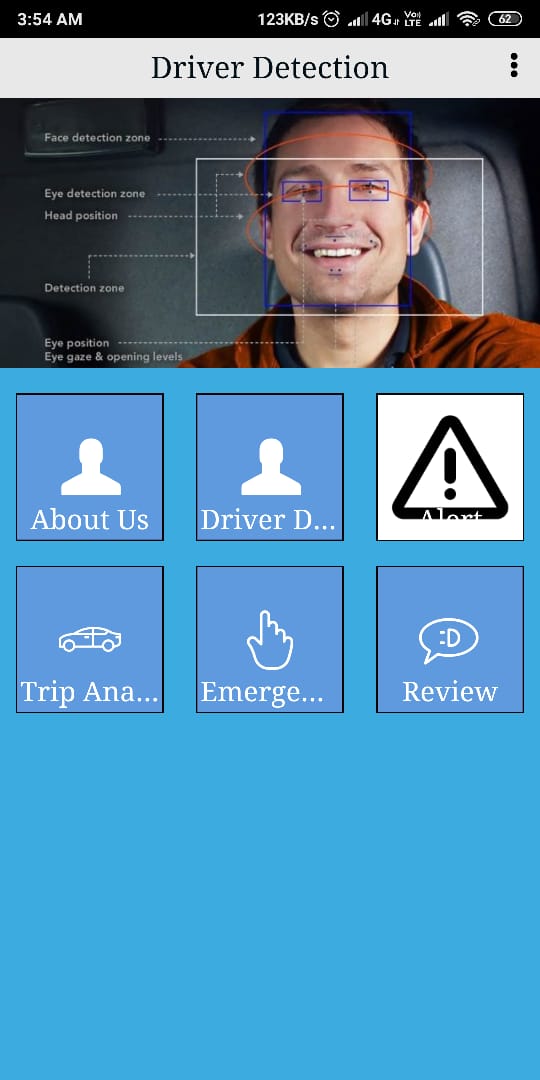 3:54 AM 123KB/s 4G Vo) LTE 62
Driver Detection
Face detection zone
Eye detection zone
Head position
Detection zone
Eye position
Eye gaze & opening levels
About Us
Driver D...
Alert
Trip Ana...
Emerge...
:D
Review